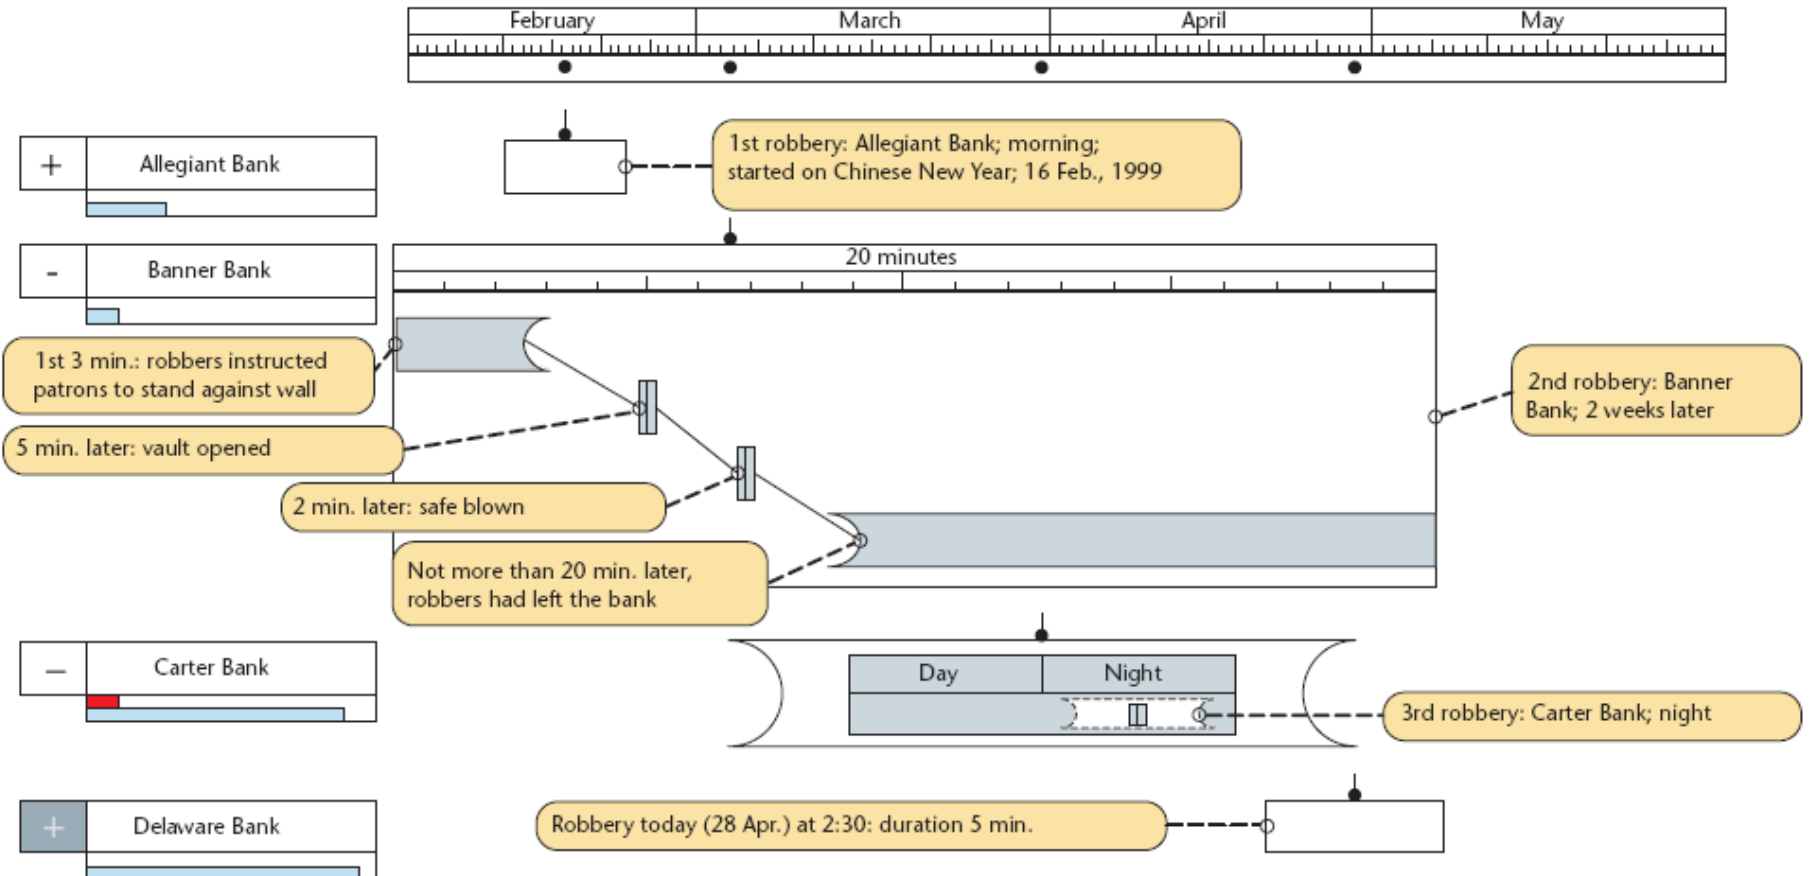 February March April May
+ Allegiant Bank
1st robbery: Allegiant Bank; morning;
started on Chinese New Year; 16 Feb., 1999
- Banner Bank
20 minutes
1st 3 min.: robbers instructed
patrons to stand against wall
5 min. later: vault opened
2 min. later: safe blown
Not more than 20 min. later,
robbers had left the bank
2nd robbery: Banner
Bank; 2 weeks later
– Carter Bank
Day Night
3rd robbery: Carter Bank; night
+ Delaware Bank
Robbery today (28 Apr.) at 2:30: duration 5 min.